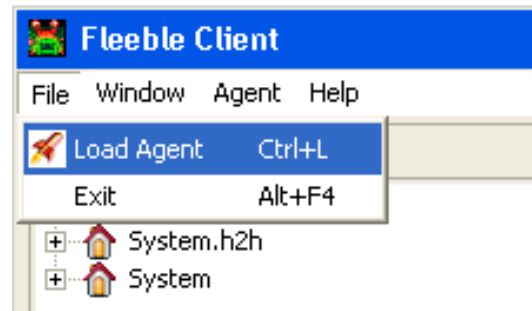 Fleeble Client
File Window Agent Help
Load Agent Ctrl+L
Exit Alt+F4
System.h2h
System